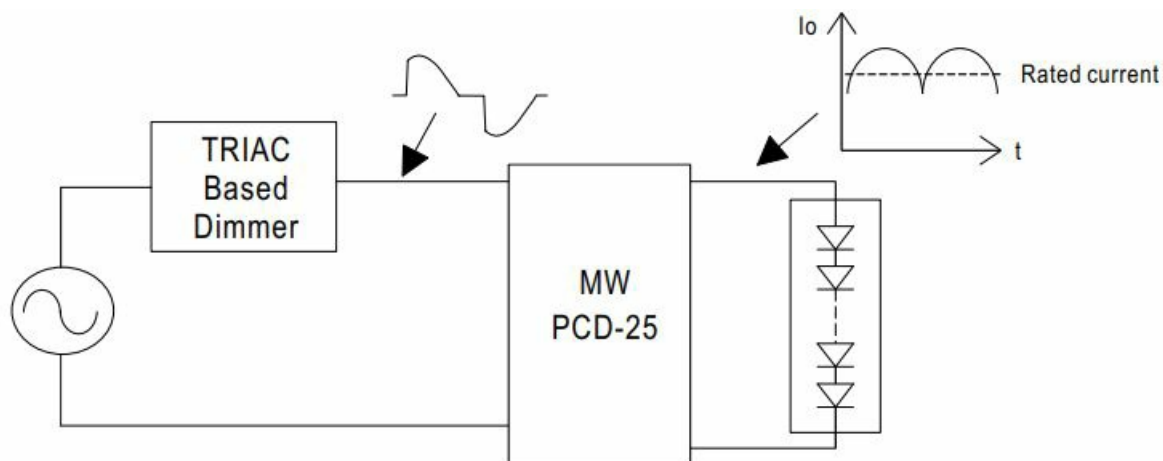 Io
Rated current
t
TRIAC
Based
Dimmer
MW
PCD-25